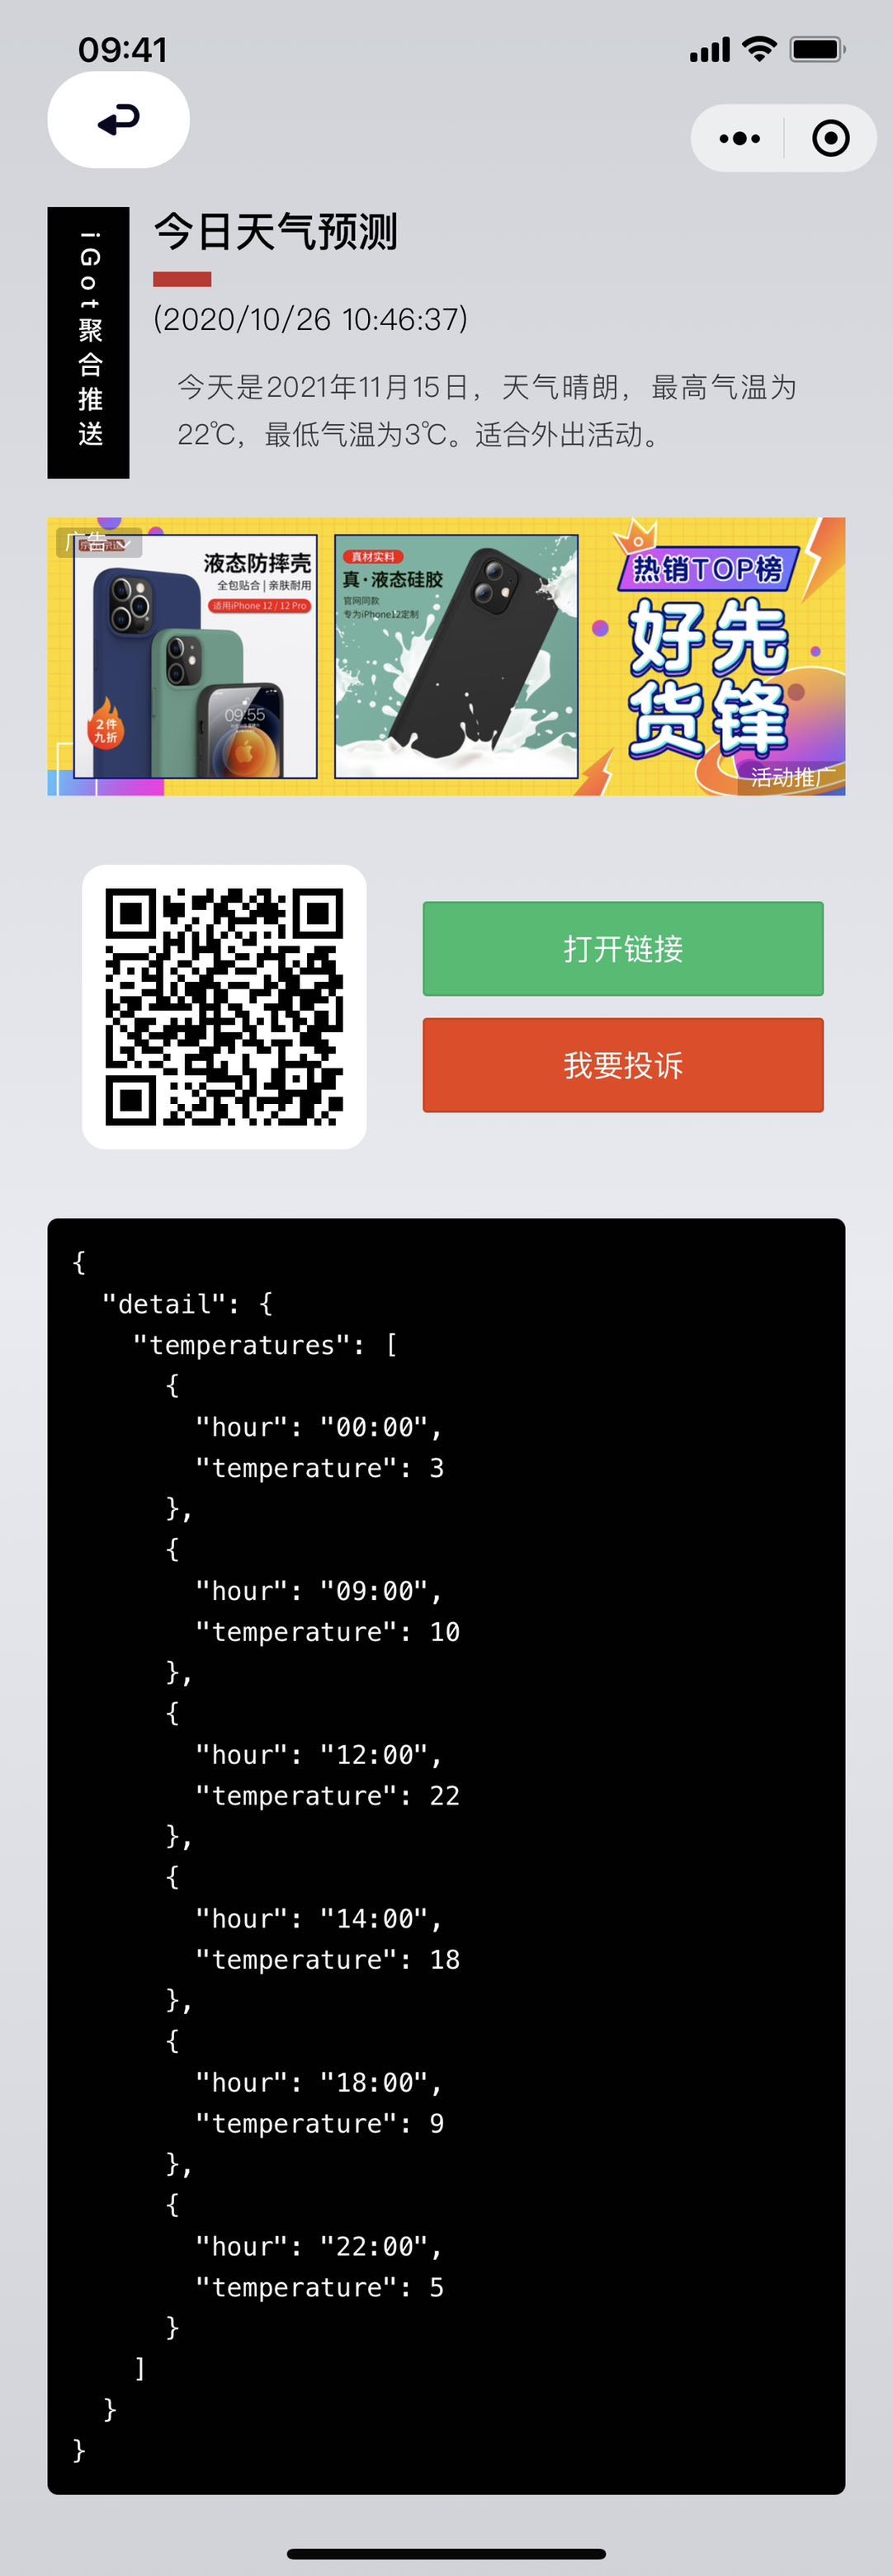 09:41
iGot聚合推送
今日天气预测
(2020/10/26 10:46:37)
今天是2021年11月15日，天气晴朗，最高气温为
22℃，最低气温为3℃。适合外出活动。
广告
液态防摔壳
全包贴合 | 亲肤耐用
适用iPhone 12 / 12 Pro
2件
九折
09:55
真材实料
真·液态硅胶
官网同款
专为iPhone12定制
热销TOP榜
好先
货锋
活动推广
打开链接
我要投诉
{
"detail": {
"temperatures": [
{
"hour": "00:00",
"temperature": 3
},
{
"hour": "09:00",
"temperature": 10
},
{
"hour": "12:00",
"temperature": 22
},
{
"hour": "14:00",
"temperature": 18
},
{
"hour": "18:00",
"temperature": 9
},
{
"hour": "22:00",
"temperature": 5
}
]
}
}